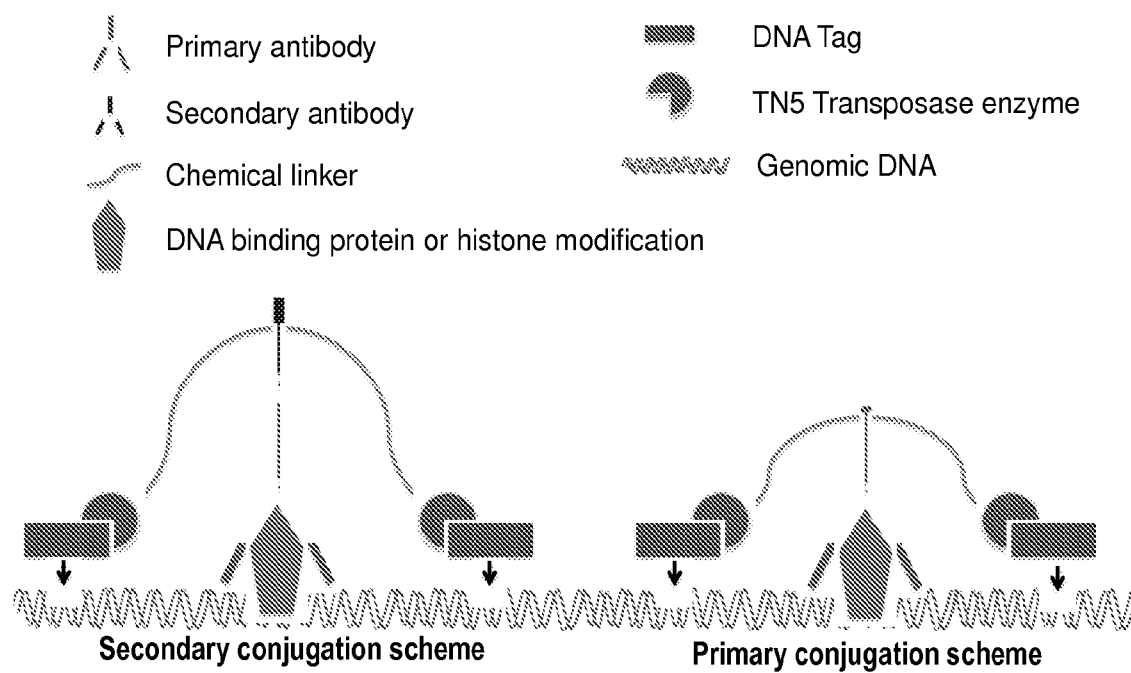 Primary antibody
Secondary antibody
Chemical linker
DNA binding protein or histone modification
DNA Tag
TN5 Transposase enzyme
Genomic DNA
Secondary conjugation scheme
Primary conjugation scheme